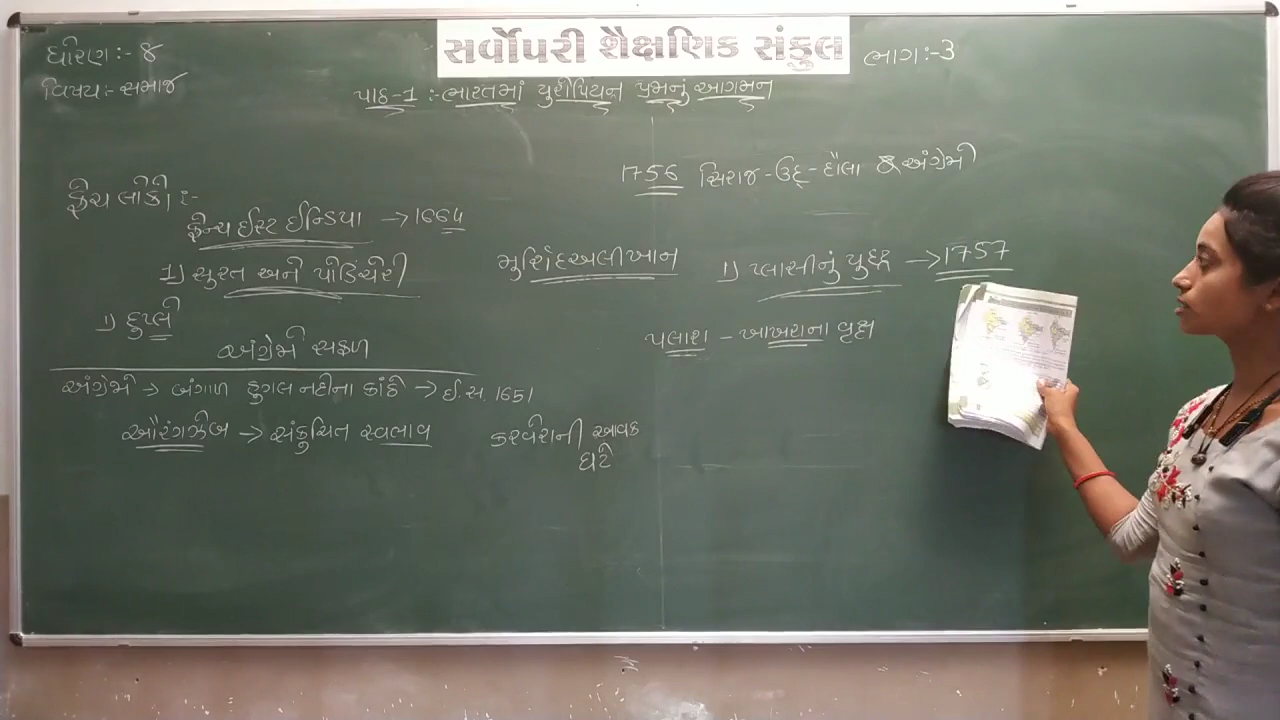 ધોરણ:- ૪
સર્વોપરી શૈક્ષણિક સંકુલ
ભાગ:-3
વિષય:- સમાજ
પાઠ-1 :- ભારતમાં યુરોપિયન પ્રજાનું આગમન
1756 સિરાજ-ઉદ્-દૌલા & અંગ્રેજો
ફ્રેંચ લોકો :-
ફ્રેન્ચ ઈસ્ટ ઈન્ડિયા → 1664
1) સુરત અને પોંડિચેરી
મુર્શિદઅલીખાન
1) પ્લાસીનું યુદ્ધ → 1757
1) ડુપ્લે
પલાશ - ખાખરાના વૃક્ષ
અંગ્રેજો સફળ
અંગ્રેજો → બંગાળ હુગલી નદીના કાંઠે → ઈ.સ. 1651
ઔરંગઝેબ → સંકુચિત સ્વભાવ
કરવેરાની આવક
ઘટે